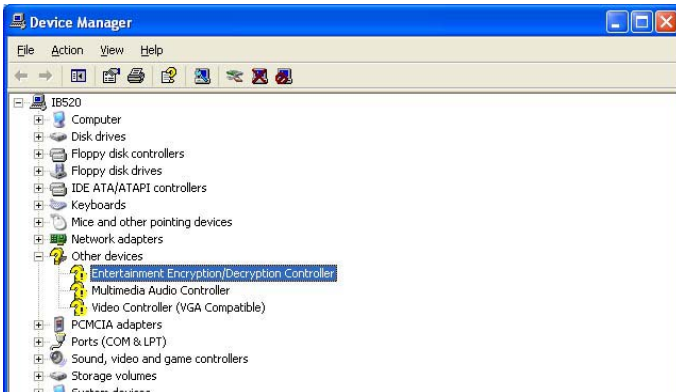 Device Manager
File Action View Help
IB520
Computer
Disk drives
Floppy disk controllers
Floppy disk drives
IDE ATA/ATAPI controllers
Keyboards
Mice and other pointing devices
Network adapters
Other devices
Entertainment Encryption/Decryption Controller
Multimedia Audio Controller
Video Controller (VGA Compatible)
PCMCIA adapters
Ports (COM & LPT)
Sound, video and game controllers
Storage volumes
System devices